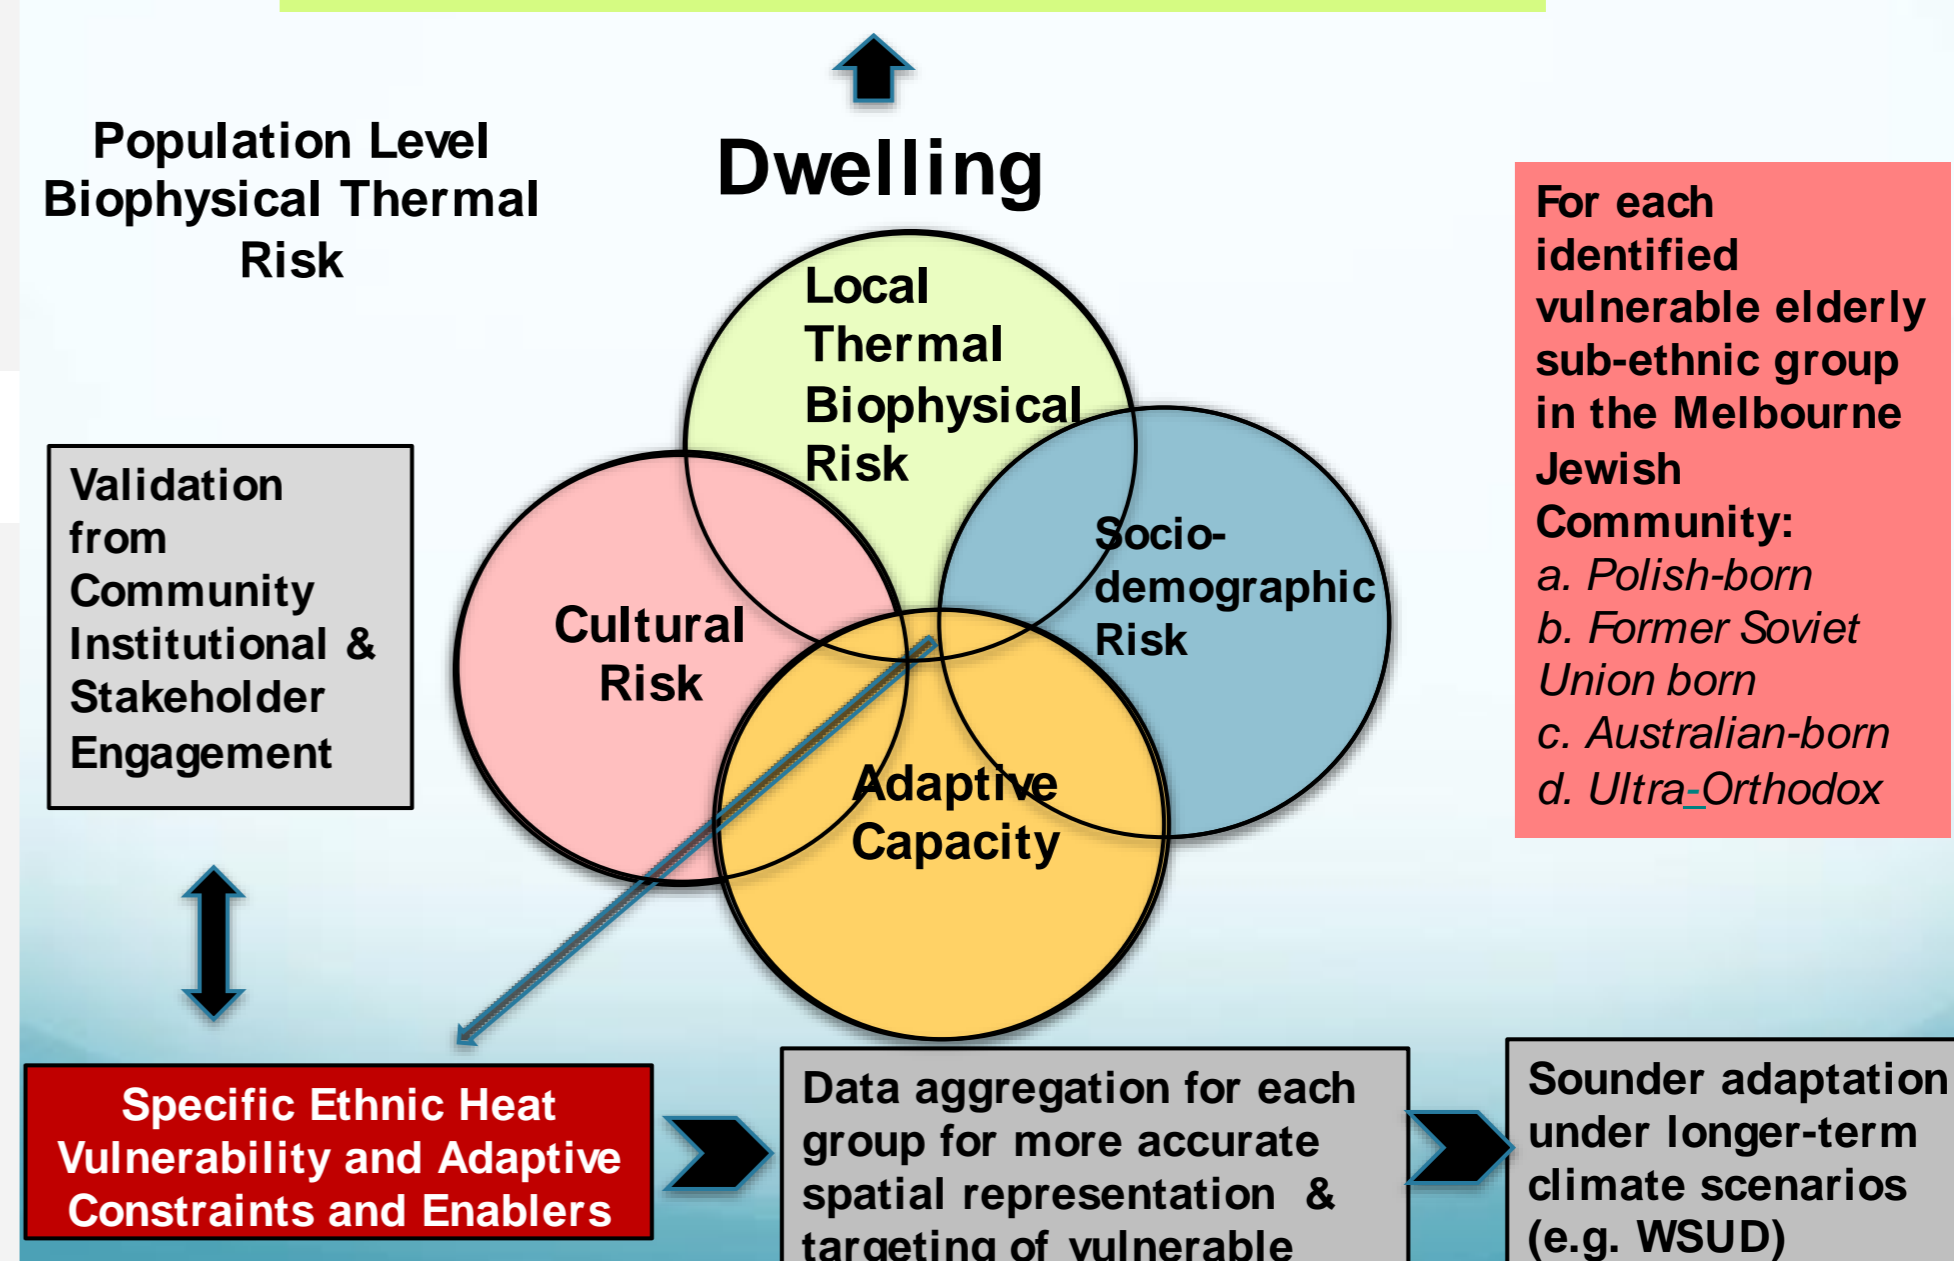 Population Level
Biophysical Thermal
Risk
Dwelling
Local
Thermal
Biophysical
Risk
Socio-
demographic
Risk
Cultural
Risk
Adaptive
Capacity
Validation
from
Community
Institutional &
Stakeholder
Engagement
For each
identified
vulnerable elderly
sub-ethnic group
in the Melbourne
Jewish
Community:
a. Polish-born
b. Former Soviet
Union born
c. Australian-born
d. Ultra-Orthodox
Specific Ethnic Heat
Vulnerability and Adaptive
Constraints and Enablers
Data aggregation for each
group for more accurate
spatial representation &
targeting of vulnerable
Sounder adaptation
under longer-term
climate scenarios
(e.g. WSUD)